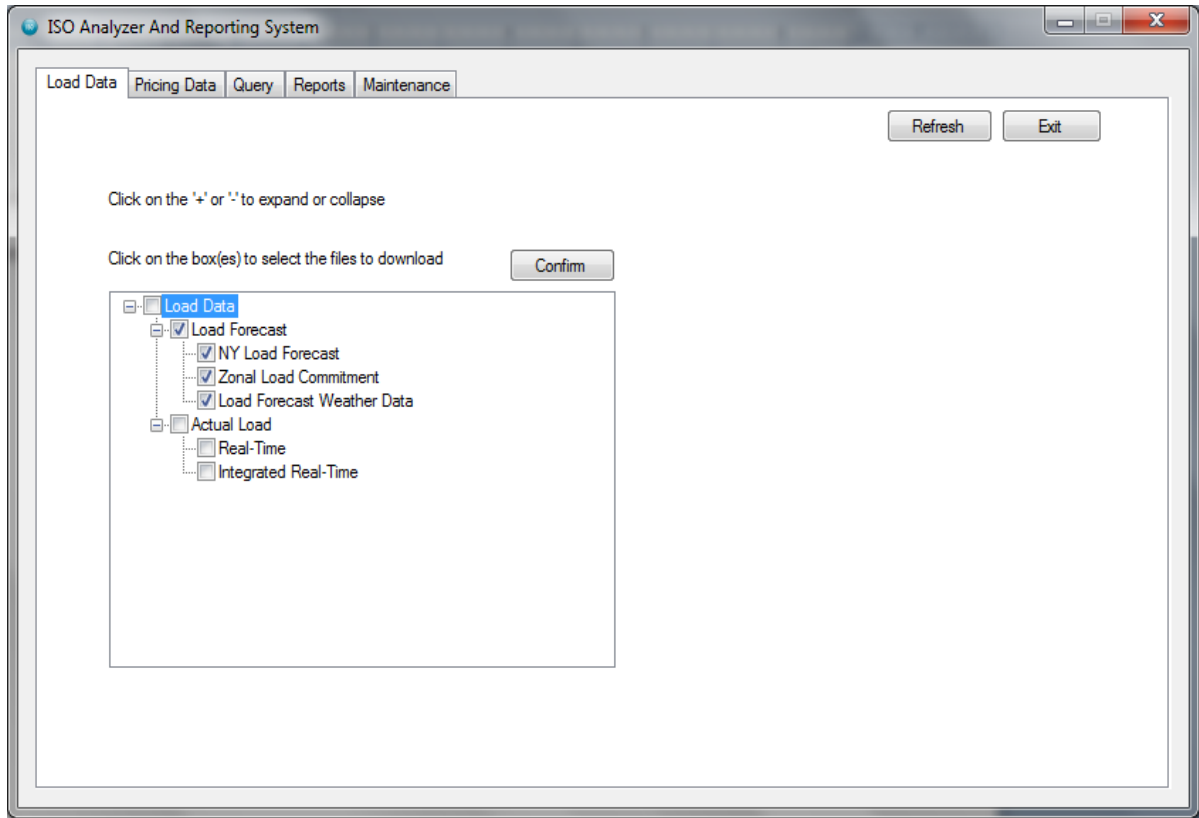 ISO Analyzer And Reporting System
Load Data Pricing Data Query Reports Maintenance
Refresh Exit
Click on the '+' or '-' to expand or collapse
Click on the box(es) to select the files to download
Confirm
Load Data
Load Forecast
NY Load Forecast
Zonal Load Commitment
Load Forecast Weather Data
Actual Load
Real-Time
Integrated Real-Time